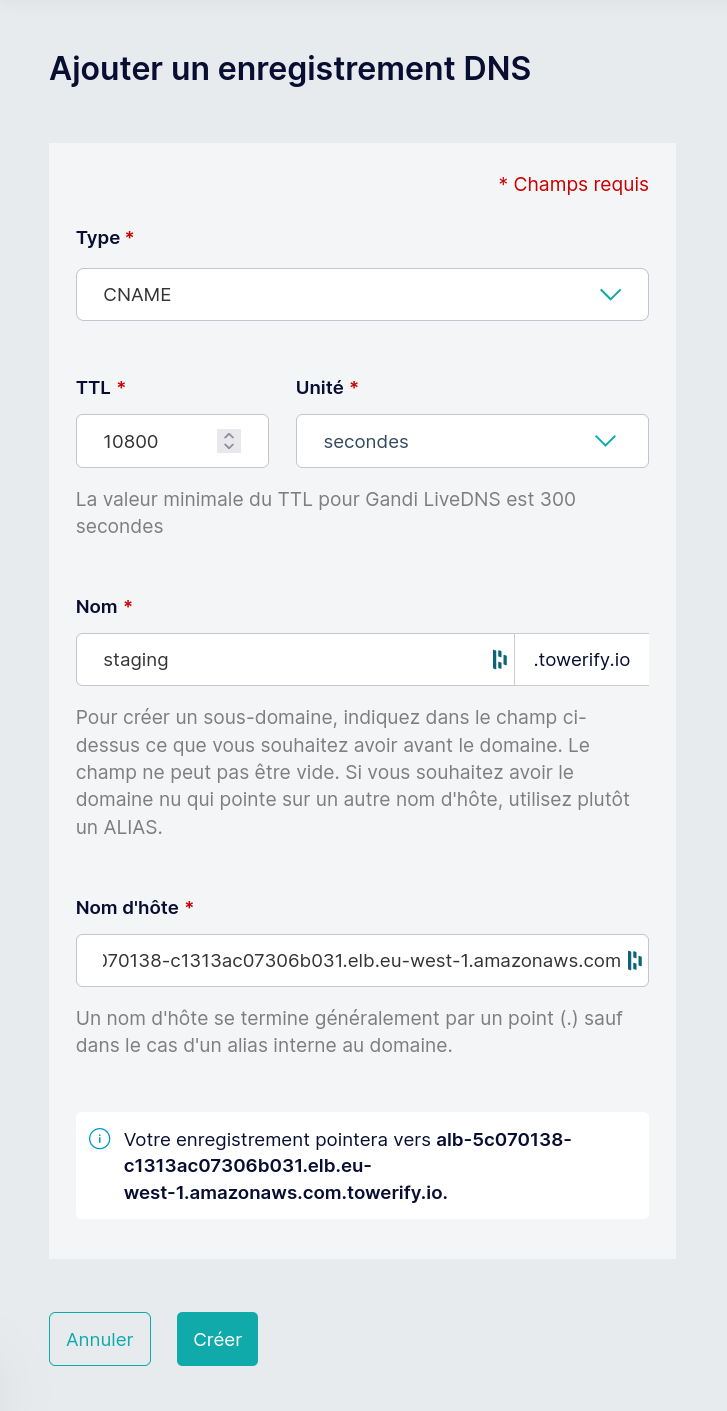 Ajouter un enregistrement DNS
* Champs requis
Type *
CNAME
TTL *
Unité *
10800
secondes
La valeur minimale du TTL pour Gandi LiveDNS est 300
secondes
Nom *
staging
.towerify.io
Pour créer un sous-domaine, indiquez dans le champ ci-
dessus ce que vous souhaitez avoir avant le domaine. Le
champ ne peut pas être vide. Si vous souhaitez avoir le
domaine nu qui pointe sur un autre nom d'hôte, utilisez plutôt
un ALIAS.
Nom d'hôte *
070138-c1313ac07306b031.elb.eu-west-1.amazonaws.com
Un nom d'hôte se termine généralement par un point (.) sauf
dans le cas d'un alias interne au domaine.
Votre enregistrement pointera vers alb-5c070138-
c1313ac07306b031.elb.eu-
west-1.amazonaws.com.towerify.io.
Annuler
Créer